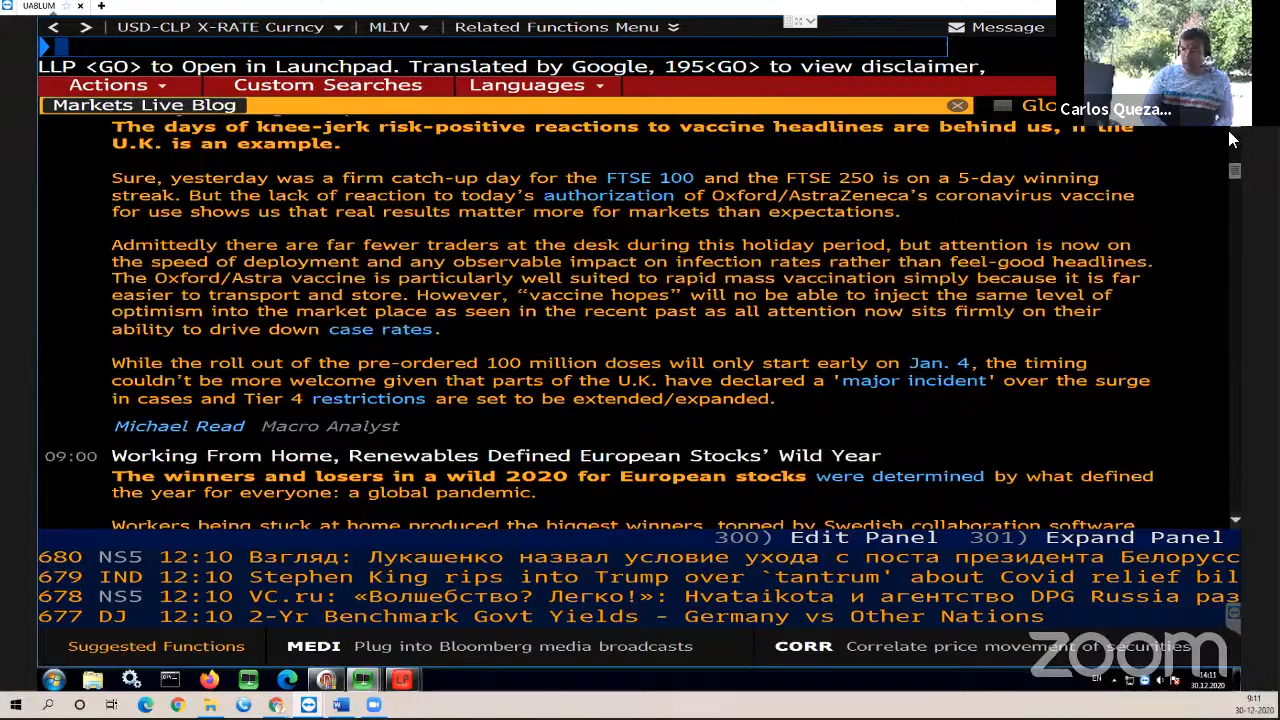 UABLUM
USD-CLP X-RATE Curncy MLIV Related Functions Menu Message
LLP <GO> to Open in Launchpad. Translated by Google, 195<GO> to view disclaimer,
Actions Custom Searches Languages
Markets Live Blog Glo
Carlos Queza...
The days of knee-jerk risk-positive reactions to vaccine headlines are behind us, if the
U.K. is an example.
Sure, yesterday was a firm catch-up day for the FTSE 100 and the FTSE 250 is on a 5-day winning
streak. But the lack of reaction to today's authorization of Oxford/AstraZeneca's coronavirus vaccine
for use shows us that real results matter more for markets than expectations.
Admittedly there are far fewer traders at the desk during this holiday period, but attention is now on
the speed of deployment and any observable impact on infection rates rather than feel-good headlines.
The Oxford/Astra vaccine is particularly well suited to rapid mass vaccination simply because it is far
easier to transport and store. However, “vaccine hopes” will no be able to inject the same level of
optimism into the market place as seen in the recent past as all attention now sits firmly on their
ability to drive down case rates.
While the roll out of the pre-ordered 100 million doses will only start early on Jan. 4, the timing
couldn't be more welcome given that parts of the U.K. have declared a 'major incident' over the surge
in cases and Tier 4 restrictions are set to be extended/expanded.
Michael Read Macro Analyst
09:00 Working From Home, Renewables Defined European Stocks’ Wild Year
The winners and losers in a wild 2020 for European stocks were determined by what defined
the year for everyone: a global pandemic.
Workers being stuck at home produced the biggest winners, topped by Swedish collaboration software
300) Edit Panel 301) Expand Panel
680 NS5 12:10 Взгляд: Лукашенко назвал условие ухода с поста президента Белорусс
679 IND 12:10 Stephen King rips into Trump over `tantrum' about Covid relief bil
678 NS5 12:10 VC.ru: «Волшебство? Легко!»: Hvataikota и агентство DPG Russia раз
677 DJ 12:10 2-Yr Benchmark Govt Yields - Germany vs Other Nations
Suggested Functions MEDI Plug into Bloomberg media broadcasts CORR Correlate price movement of securities
zoom
EN 14:11
30.12.2020
9:11
30-12-2020